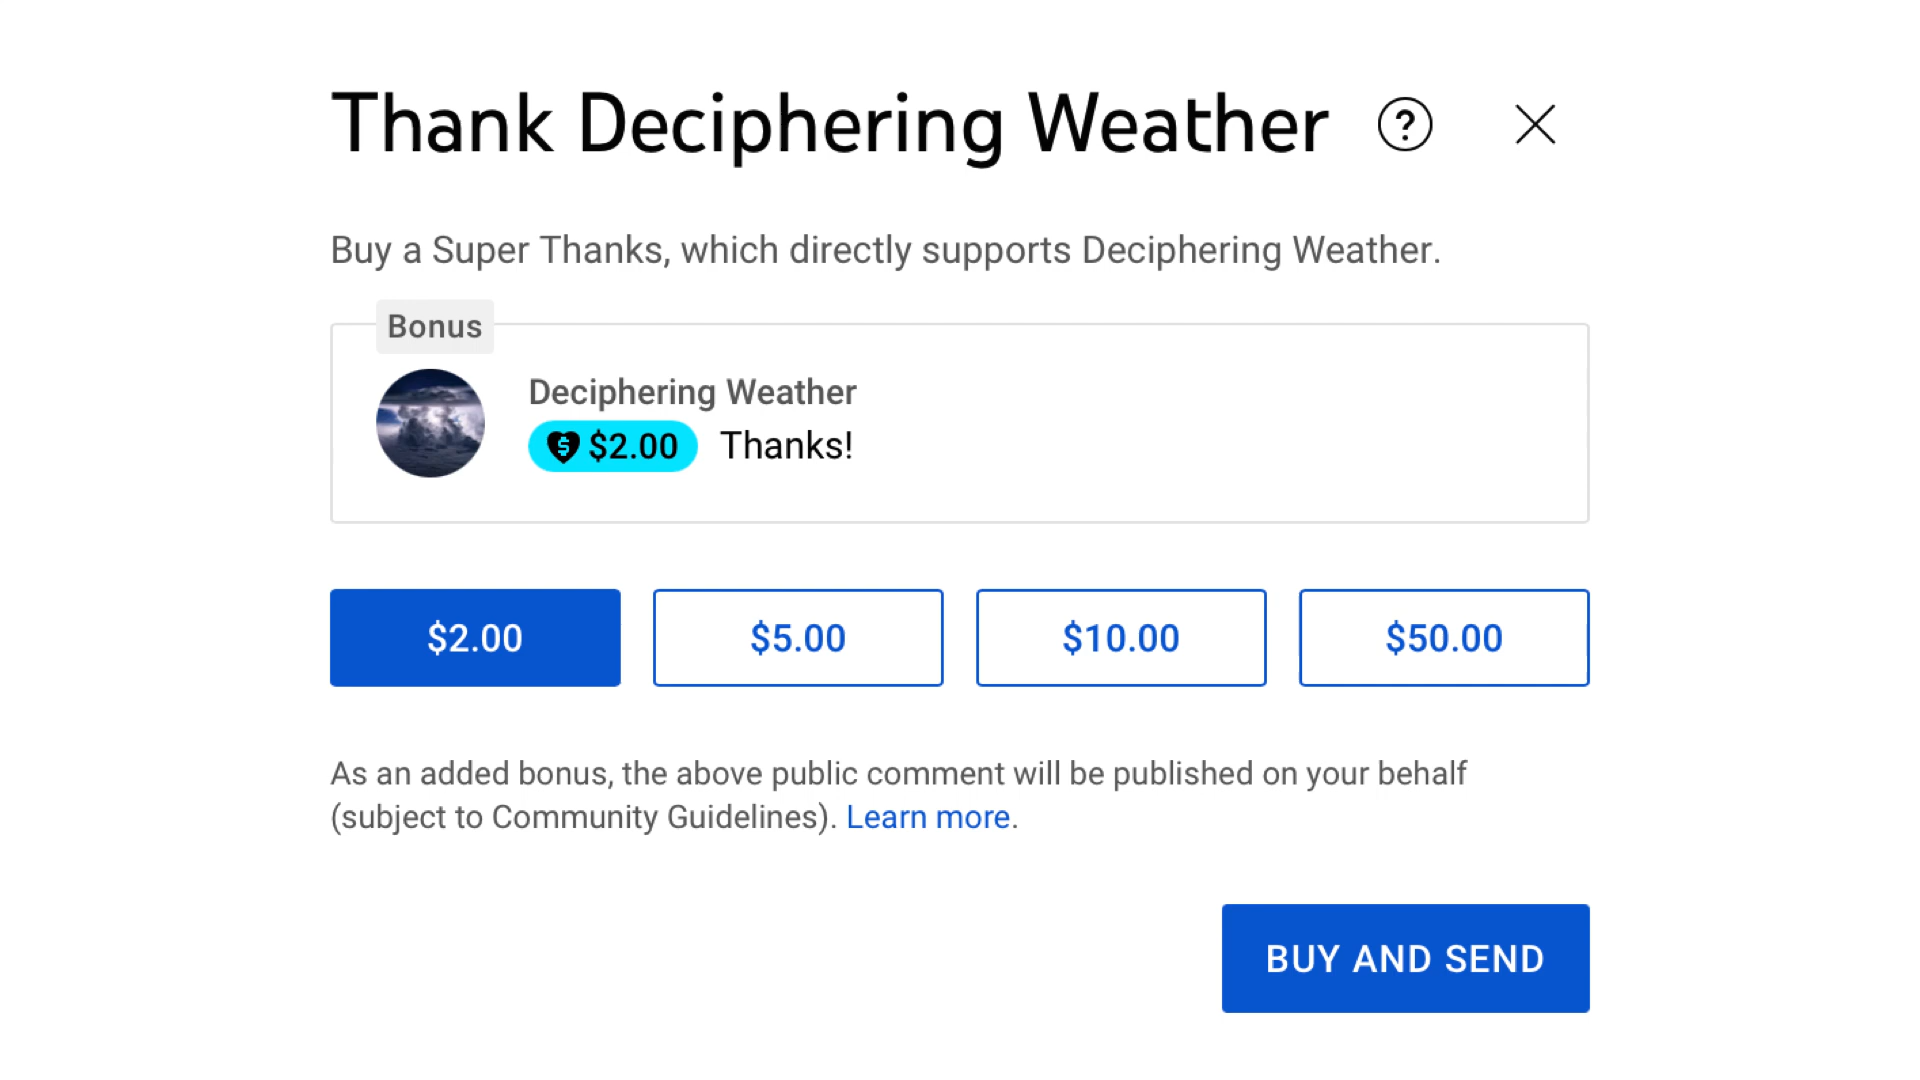 Thank Deciphering Weather ?
Buy a Super Thanks, which directly supports Deciphering Weather.
Bonus
Deciphering Weather
$ $2.00 Thanks!
$2.00 $5.00 $10.00 $50.00
As an added bonus, the above public comment will be published on your behalf
(subject to Community Guidelines). Learn more.
BUY AND SEND